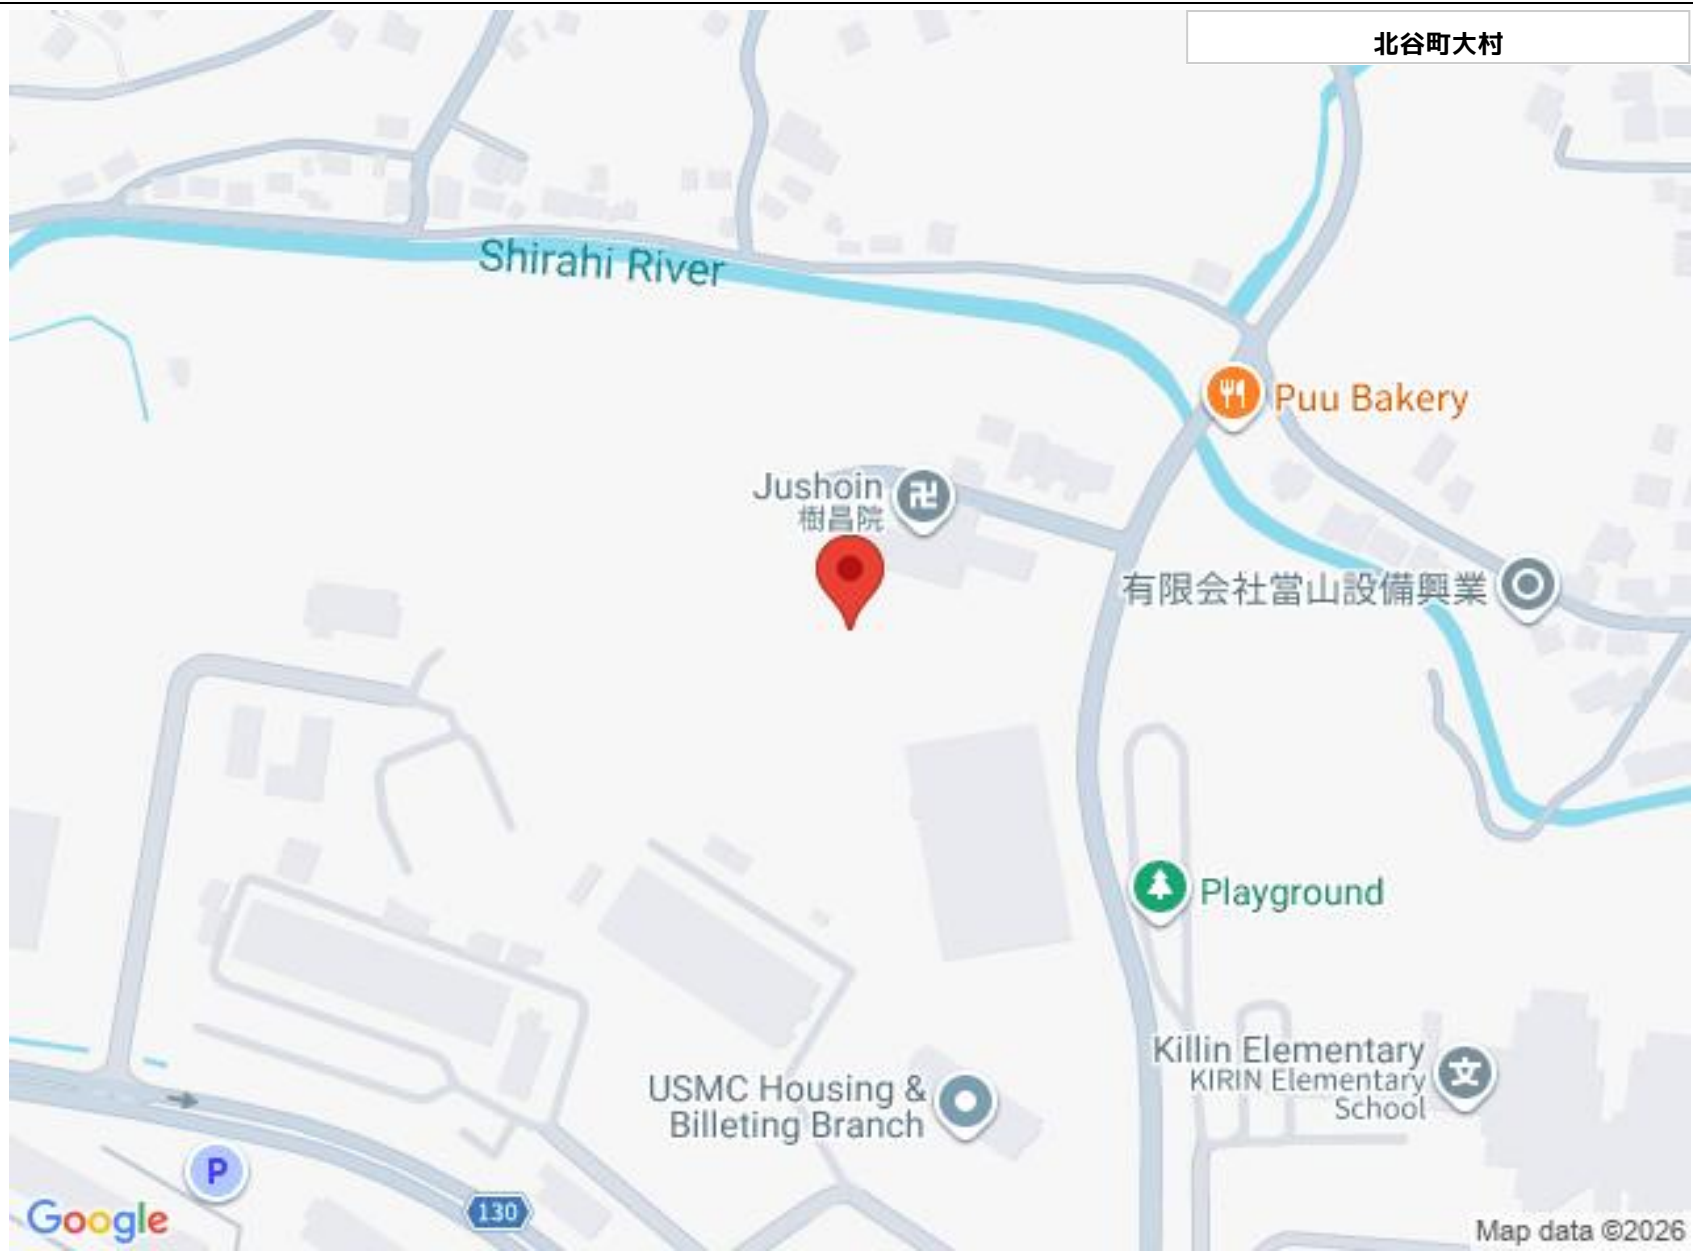 北谷町大村
Shirahi River
Puu Bakery
Jushoin
樹昌院
有限会社當山設備興業
Playground
Killin Elementary
KIRIN Elementary
School
文
USMC Housing &
Billeting Branch
P
130
Google
Map data ©2026